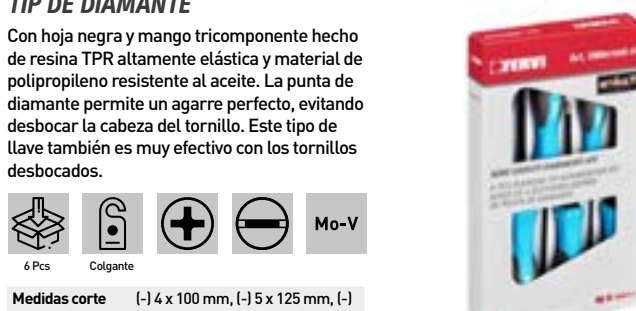 TIP DE DIAMANTE
Con hoja negra y mango tricomponente hecho
de resina TPR altamente elástica y material de
polipropileno resistente al aceite. La punta de
diamante permite un agarre perfecto, evitando
desbocar la cabeza del tornillo. Este tipo de
llave también es muy efectivo con los tornillos
desbocados.
Mo-V
6 Pcs
Colgante
Medidas corte (-) 4 x 100 mm, (-) 5 x 125 mm, (-)
FERVI